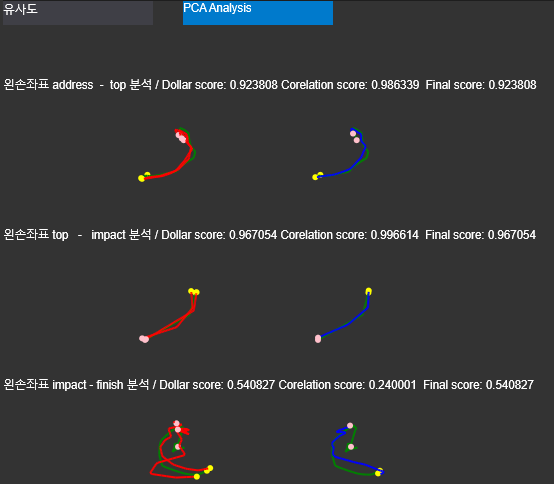 유사도
PCA Analysis
왼손좌표 address - top 분석 / Dollar score: 0.923808 Corelation score: 0.986339 Final score: 0.923808
왼손좌표 top - impact 분석 / Dollar score: 0.967054 Corelation score: 0.996614 Final score: 0.967054
왼손좌표 impact - finish 분석 / Dollar score: 0.540827 Corelation score: 0.240001 Final score: 0.540827